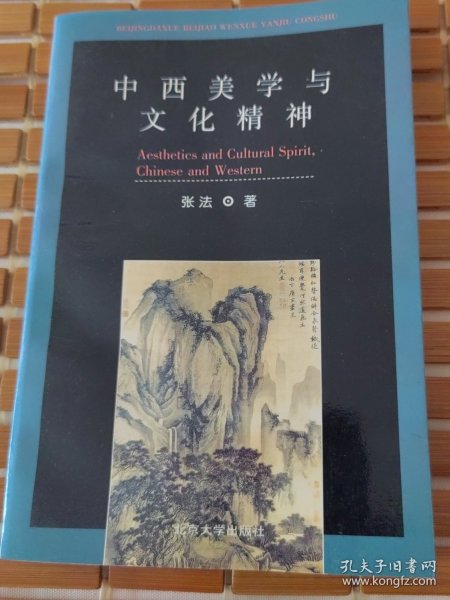 BEIJINGDAXUE BIJIAO WENXUE YANJIU CONGSHU
中西美学与
文化精神
Aesthetics and Cultural Spirit,
Chinese and Western
张法 ⊙ 著
北京大学出版社
孔夫子旧书网
www.kongfz.com